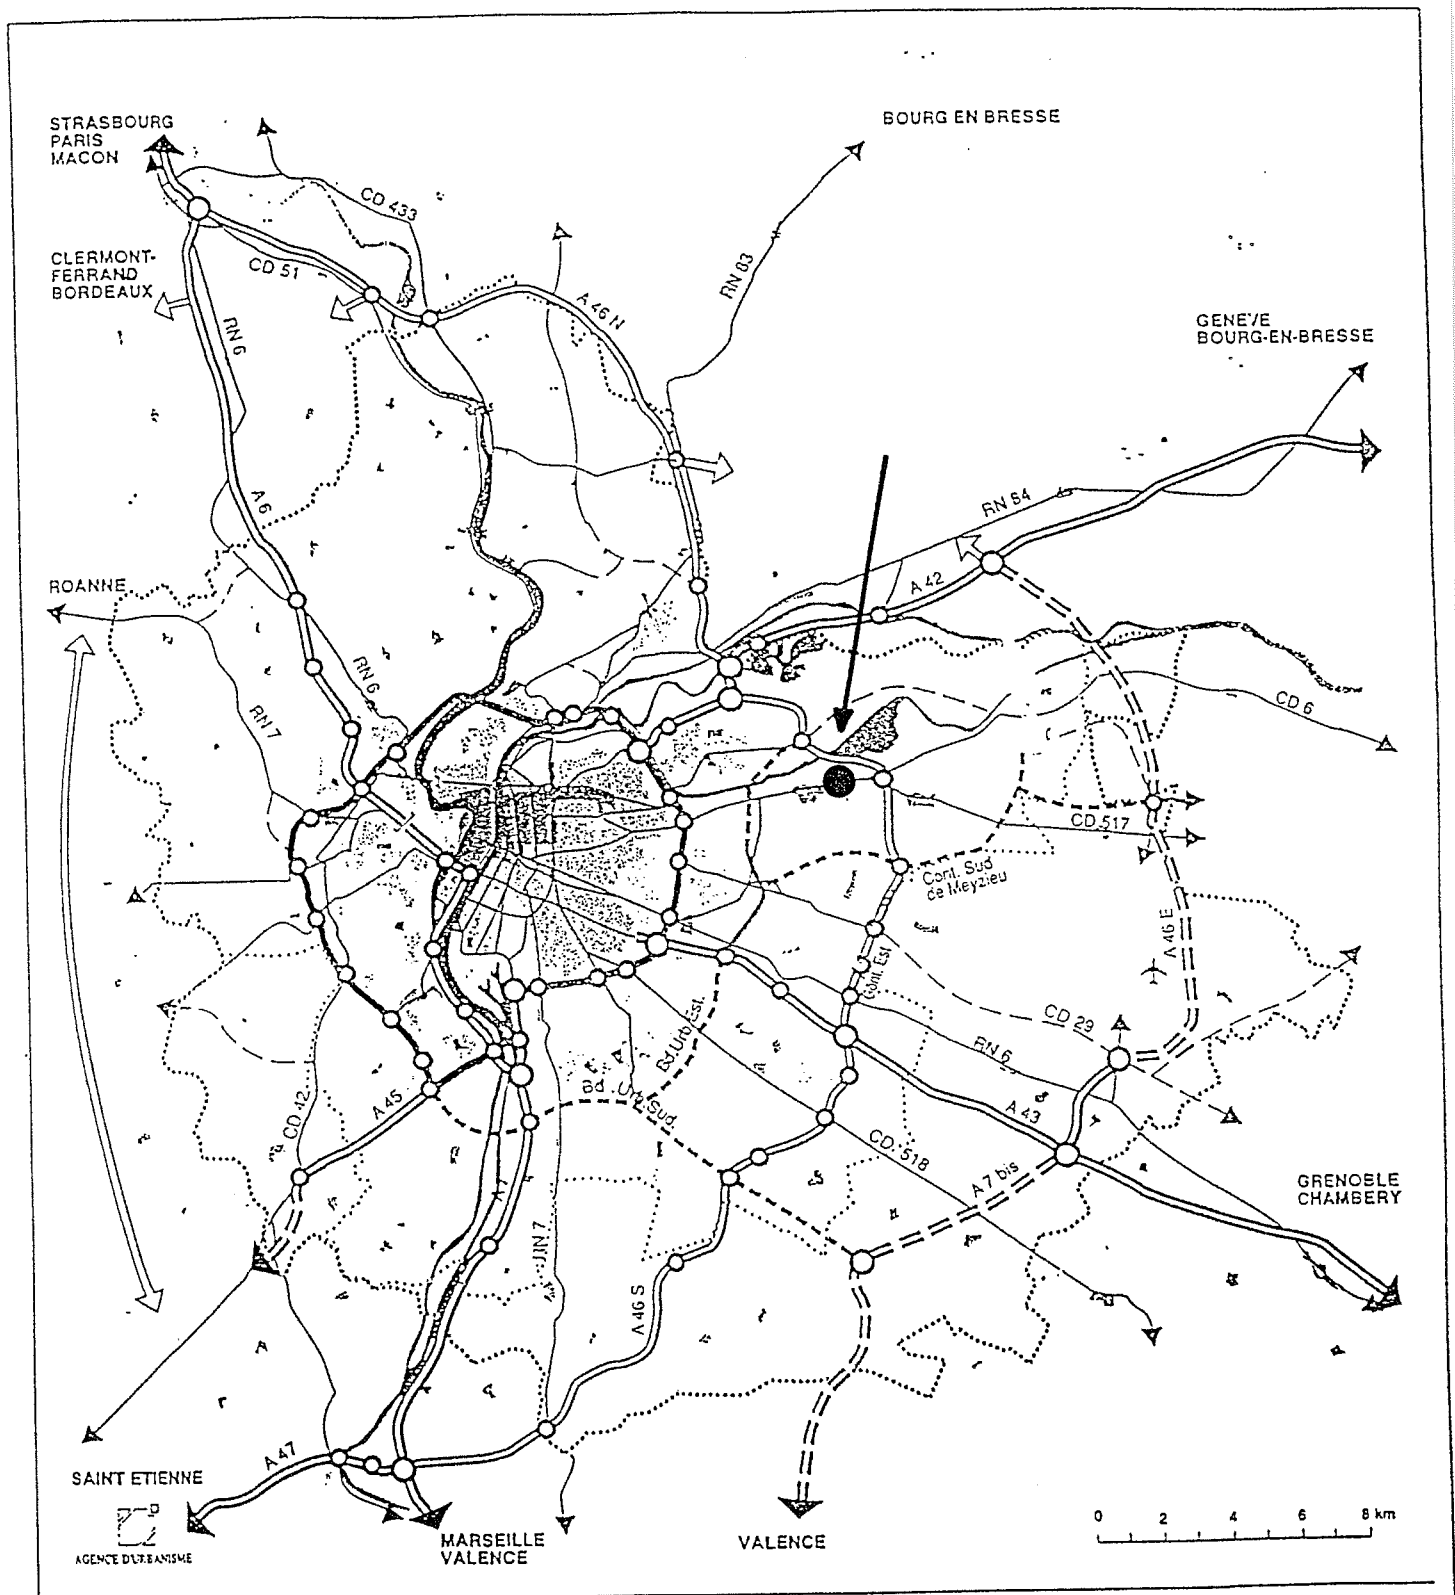 STRASBOURG
PARIS
MACON
BOURG EN BRESSE
CD 433
CLERMONT-
FERRAND
BORDEAUX
CD 51
A 46 N
RN 83
RN 6
GENEVE
BOURG-EN-BRESSE
A 6
RN 84
ROANNE
A 42
RN 6
RN 7
CD 6
CD 517
Cont. Sud
de Meyzieu
A 46 E
Cont. Est
CD 29
Bd. Urb. Est.
RN 6
Bd. Urb. Sud.
A 45
CD 42
A 43
CD. 518
A 7 bis
A 7
GRENOBLE
CHAMBERY
A 46 S
A 47
SAINT ETIENNE
AGENCE D'URBANISME
MARSEILLE
VALENCE
VALENCE
0 2 4 6 8 km